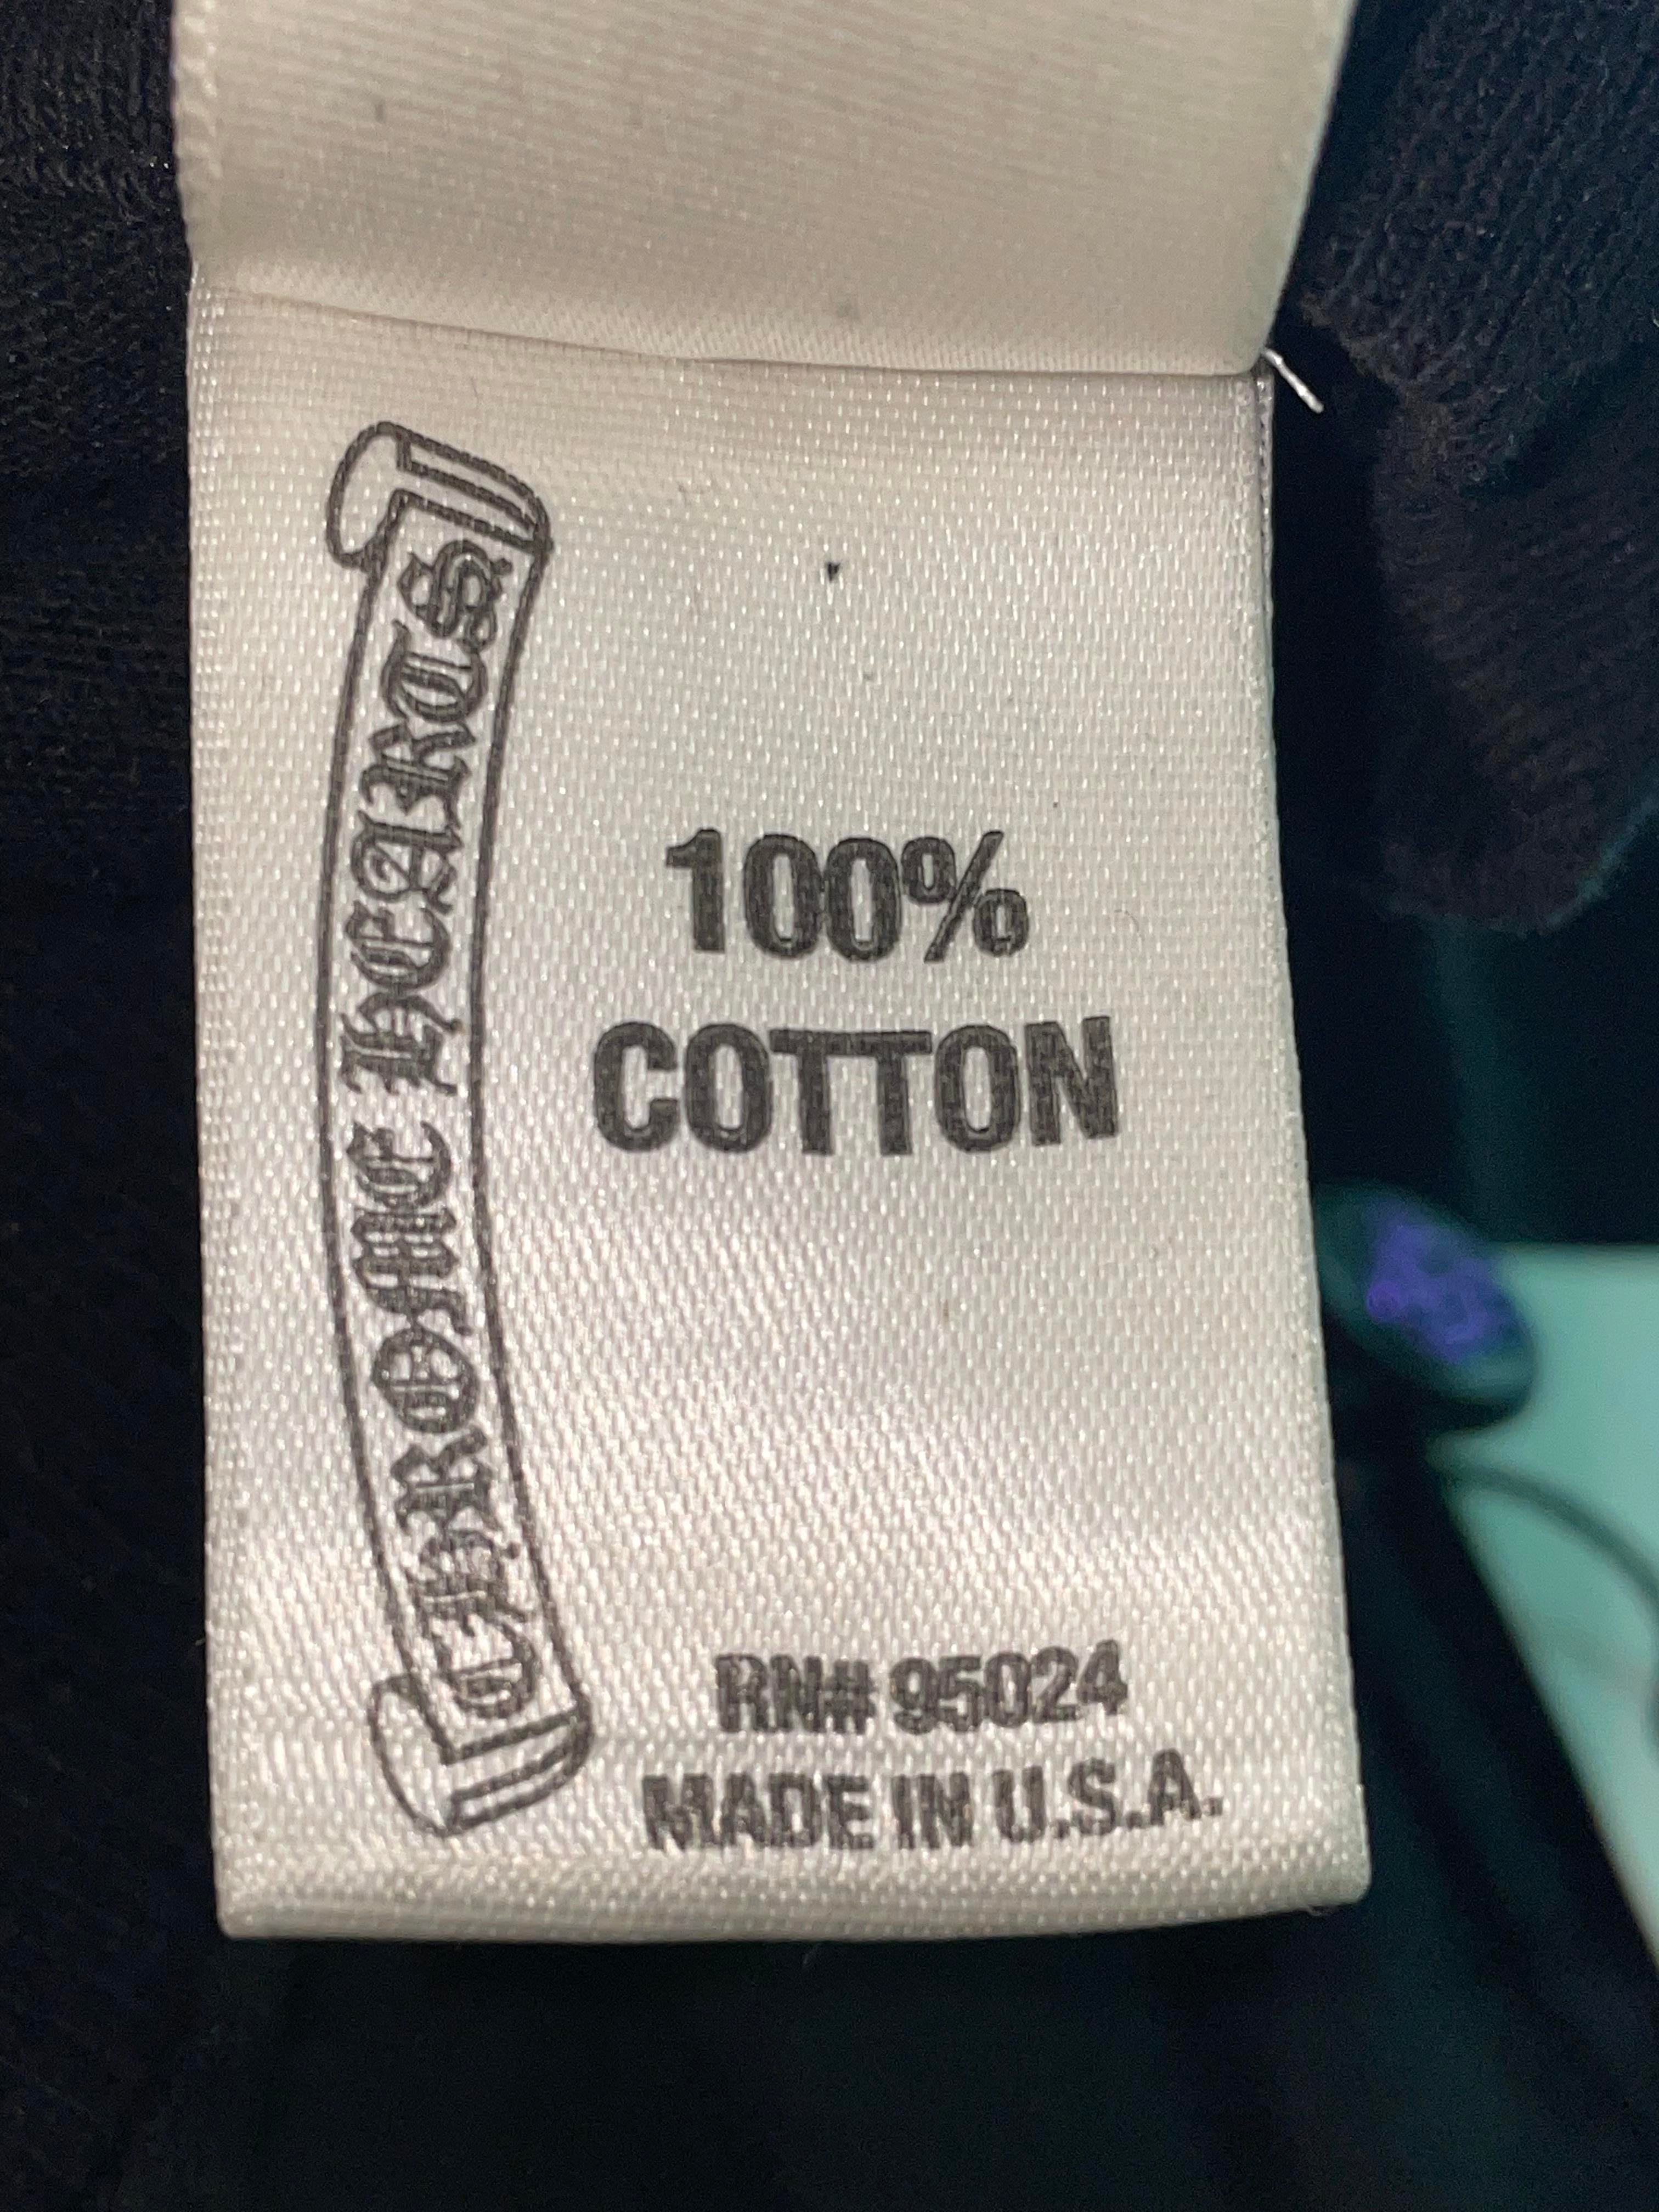 CHROME HEARTS
100%
COTTON
RN# 95024
MADE IN U.S.A.